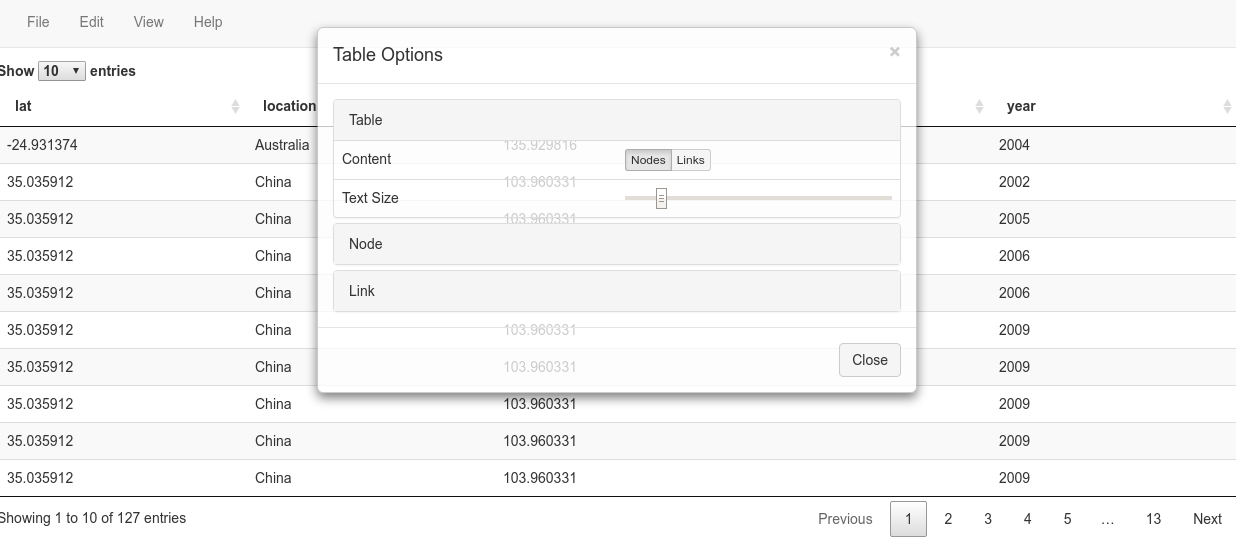 File Edit View Help
Table Options ×
Show 10 entries
lat location year
Table
-24.931374 Australia 135.929816 2004
Content Nodes Links
35.035912 China 103.960331 2002
Text Size
35.035912 China 103.960331 2005
Node
35.035912 China 2006
Link
35.035912 China 2006
35.035912 China 103.960331 2009
Close
35.035912 China 103.960331 2009
35.035912 China 103.960331 2009
35.035912 China 103.960331 2009
35.035912 China 103.960331 2009
Showing 1 to 10 of 127 entries Previous 1 2 3 4 5 … 13 Next